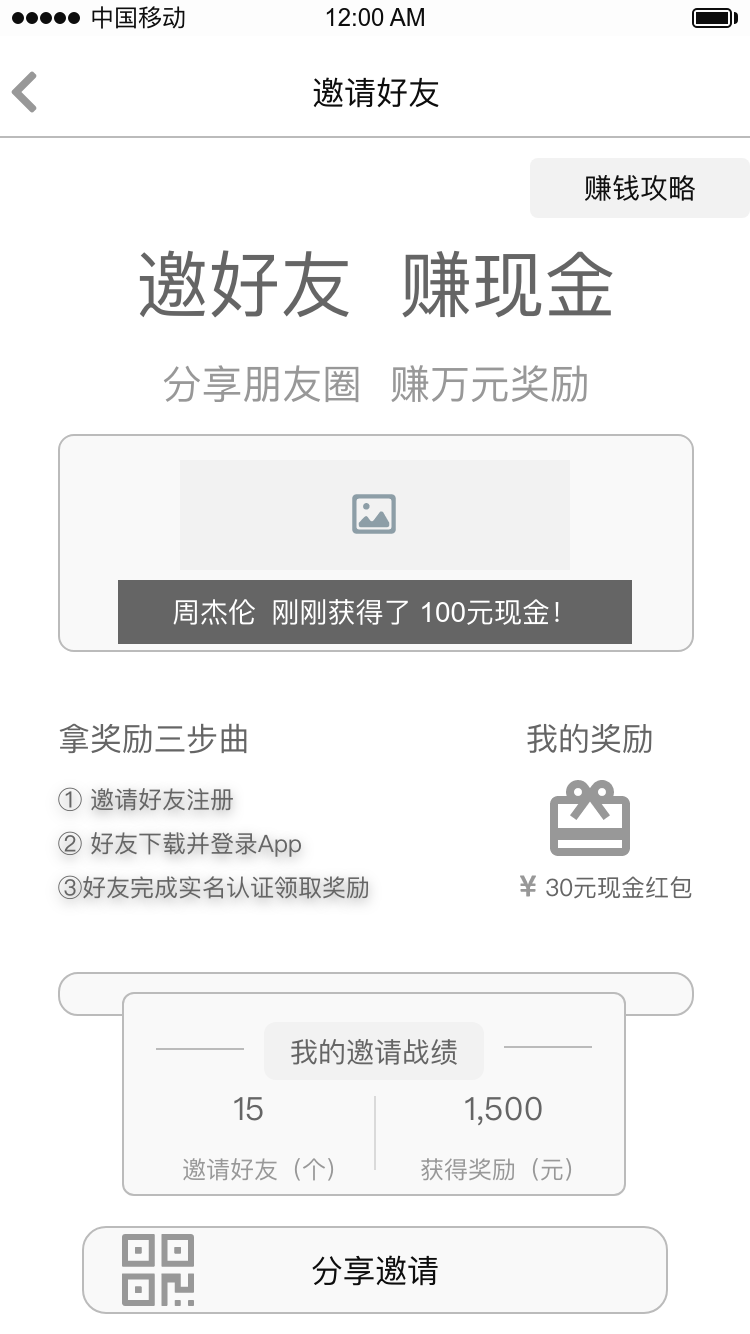 中国移动 12:00 AM
邀请好友
赚钱攻略
邀好友 赚现金
分享朋友圈 赚万元奖励
周杰伦 刚刚获得了 100元现金！
拿奖励三步曲
① 邀请好友注册
② 好友下载并登录App
③好友完成实名认证领取奖励
我的奖励
¥ 30元现金红包
我的邀请战绩
15 1,500
邀请好友（个） 获得奖励（元）
分享邀请